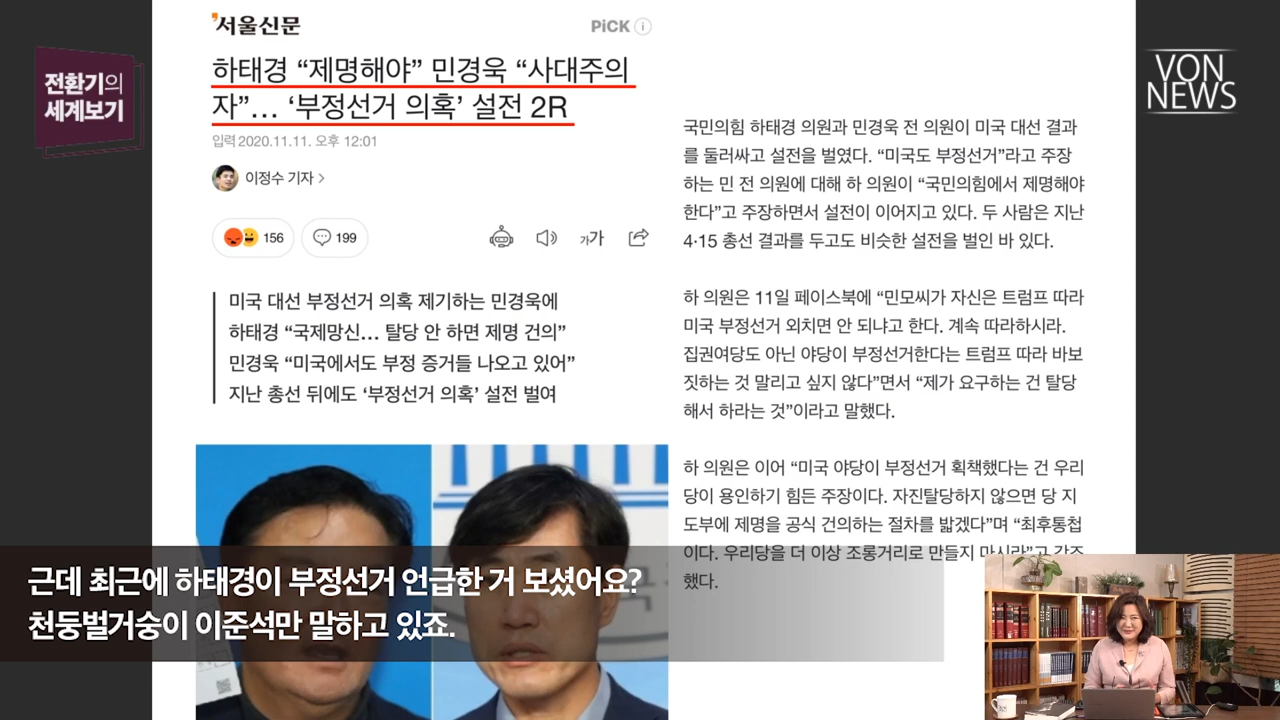 전환기의
세계보기
서울신문
PiCK
하태경 “제명해야” 민경욱 “사대주의
자”… ‘부정선거 의혹’ 설전 2R
입력 2020.11.11. 오후 12:01
이정수 기자
156
199
가가
미국 대선 부정선거 의혹 제기하는 민경욱에
하태경 “국제망신… 탈당 안 하면 제명 건의”
민경욱 “미국에서도 부정 증거들 나오고 있어”
지난 총선 뒤에도 ‘부정선거 의혹’ 설전 벌여
국민의힘 하태경 의원과 민경욱 전 의원이 미국 대선 결과
를 둘러싸고 설전을 벌였다. “미국도 부정선거”라고 주장
하는 민 전 의원에 대해 하 의원이 “국민의힘에서 제명해야
한다”고 주장하면서 설전이 이어지고 있다. 두 사람은 지난
4·15 총선 결과를 두고도 비슷한 설전을 벌인 바 있다.
하 의원은 11일 페이스북에 “민모씨가 자신은 트럼프 따라
미국 부정선거 외치면 안 되냐고 한다. 계속 따라하시라.
집권여당도 아닌 야당이 부정선거한다는 트럼프 따라 바보
짓하는 것 말리고 싶지 않다”면서 “제가 요구하는 건 탈당
해서 하라는 것”이라고 말했다.
하 의원은 이어 “미국 야당이 부정선거 획책했다는 건 우리
당이 용인하기 힘든 주장이다. 자진탈당하지 않으면 당 지
도부에 제명을 공식 건의하는 절차를 밟겠다”며 “최후통첩
이다. 우리당을 더 이상 조롱거리로 만들지 마시라”고 강조
했다.
VON
NEWS
근데 최근에 하태경이 부정선거 언급한 거 보셨어요?
천둥벌거숭이 이준석만 말하고 있죠.